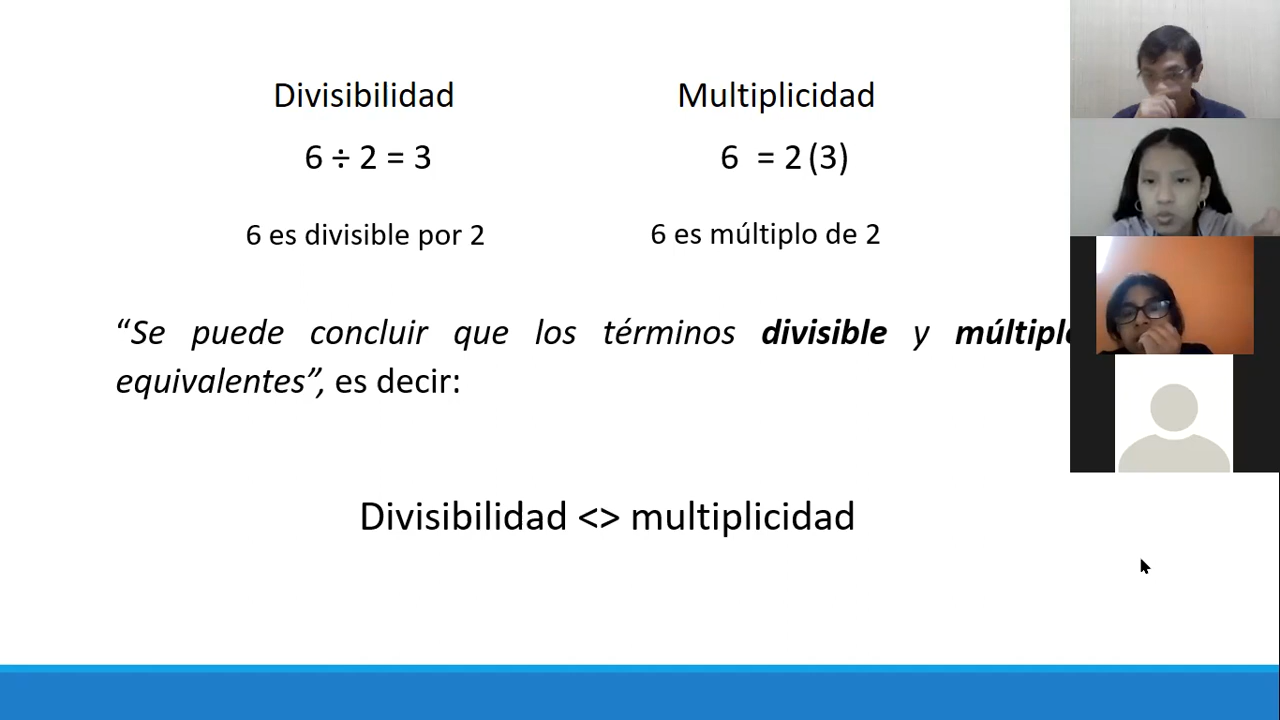 Divisibilidad
Multiplicidad
6 ÷ 2 = 3
6 = 2 (3)
6 es divisible por 2
6 es múltiplo de 2
“Se puede concluir que los términos divisible y
equivalentes”, es decir:
Divisibilidad <> multiplicidad